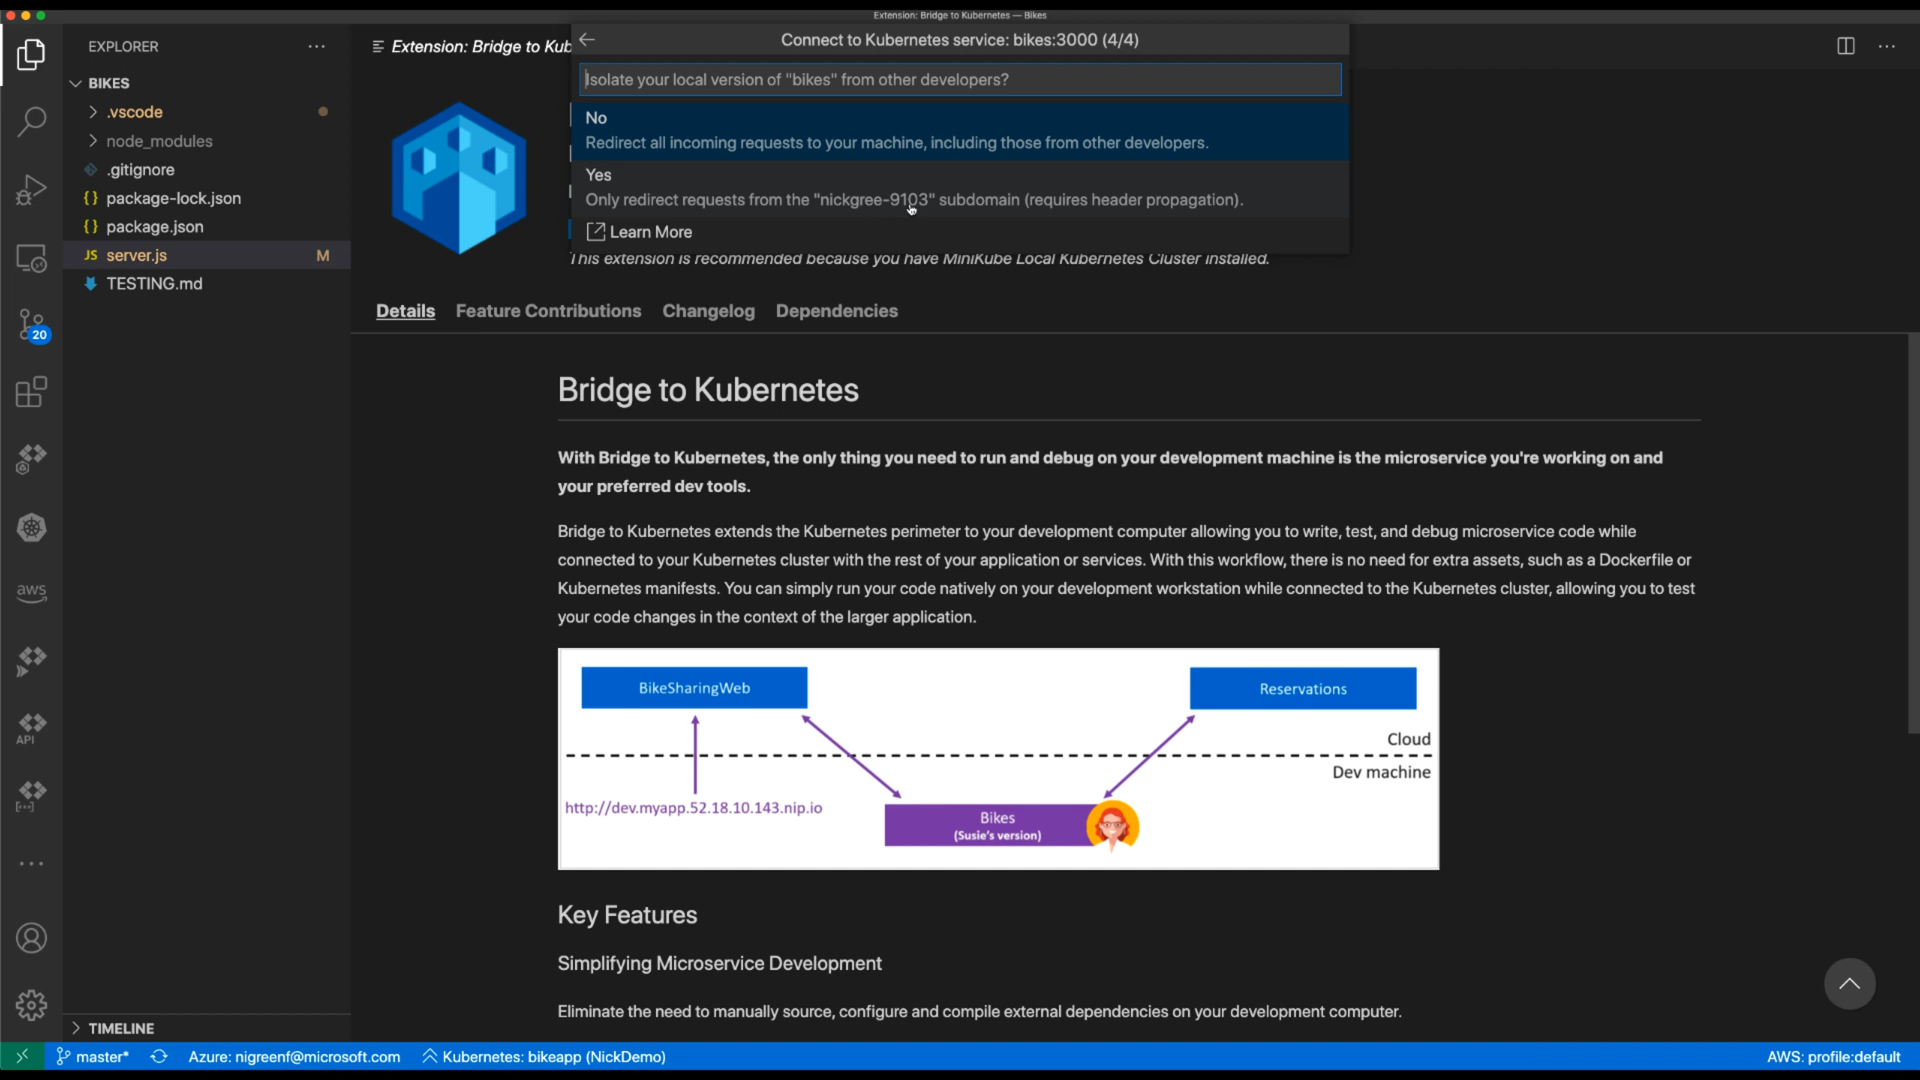 Extension: Bridge to Kubernetes — Bikes
EXPLORER
Extension: Bridge to Kub
Connect to Kubernetes service: bikes:3000 (4/4)
Isolate your local version of "bikes" from other developers?
No
Redirect all incoming requests to your machine, including those from other developers.
Yes
Only redirect requests from the "nickgree-9103" subdomain (requires header propagation).
Learn More
This extension is recommended because you have MiniKube Local Kubernetes Cluster installed.
BIKES
.vscode
node_modules
.gitignore
{} package-lock.json
{} package.json
JS server.js M
TESTING.md
20
aws
API
Details Feature Contributions Changelog Dependencies
Bridge to Kubernetes
With Bridge to Kubernetes, the only thing you need to run and debug on your development machine is the microservice you're working on and
your preferred dev tools.
Bridge to Kubernetes extends the Kubernetes perimeter to your development computer allowing you to write, test, and debug microservice code while
connected to your Kubernetes cluster with the rest of your application or services. With this workflow, there is no need for extra assets, such as a Dockerfile or
Kubernetes manifests. You can simply run your code natively on your development workstation while connected to the Kubernetes cluster, allowing you to test
your code changes in the context of the larger application.
BikeSharingWeb
Reservations
Cloud
Dev machine
http://dev.myapp.52.18.10.143.nip.io
Bikes
(Susie's version)
Key Features
Simplifying Microservice Development
Eliminate the need to manually source, configure and compile external dependencies on your development computer.
TIMELINE
master* Azure: nigreenf@microsoft.com Kubernetes: bikeapp (NickDemo) AWS: profile:default